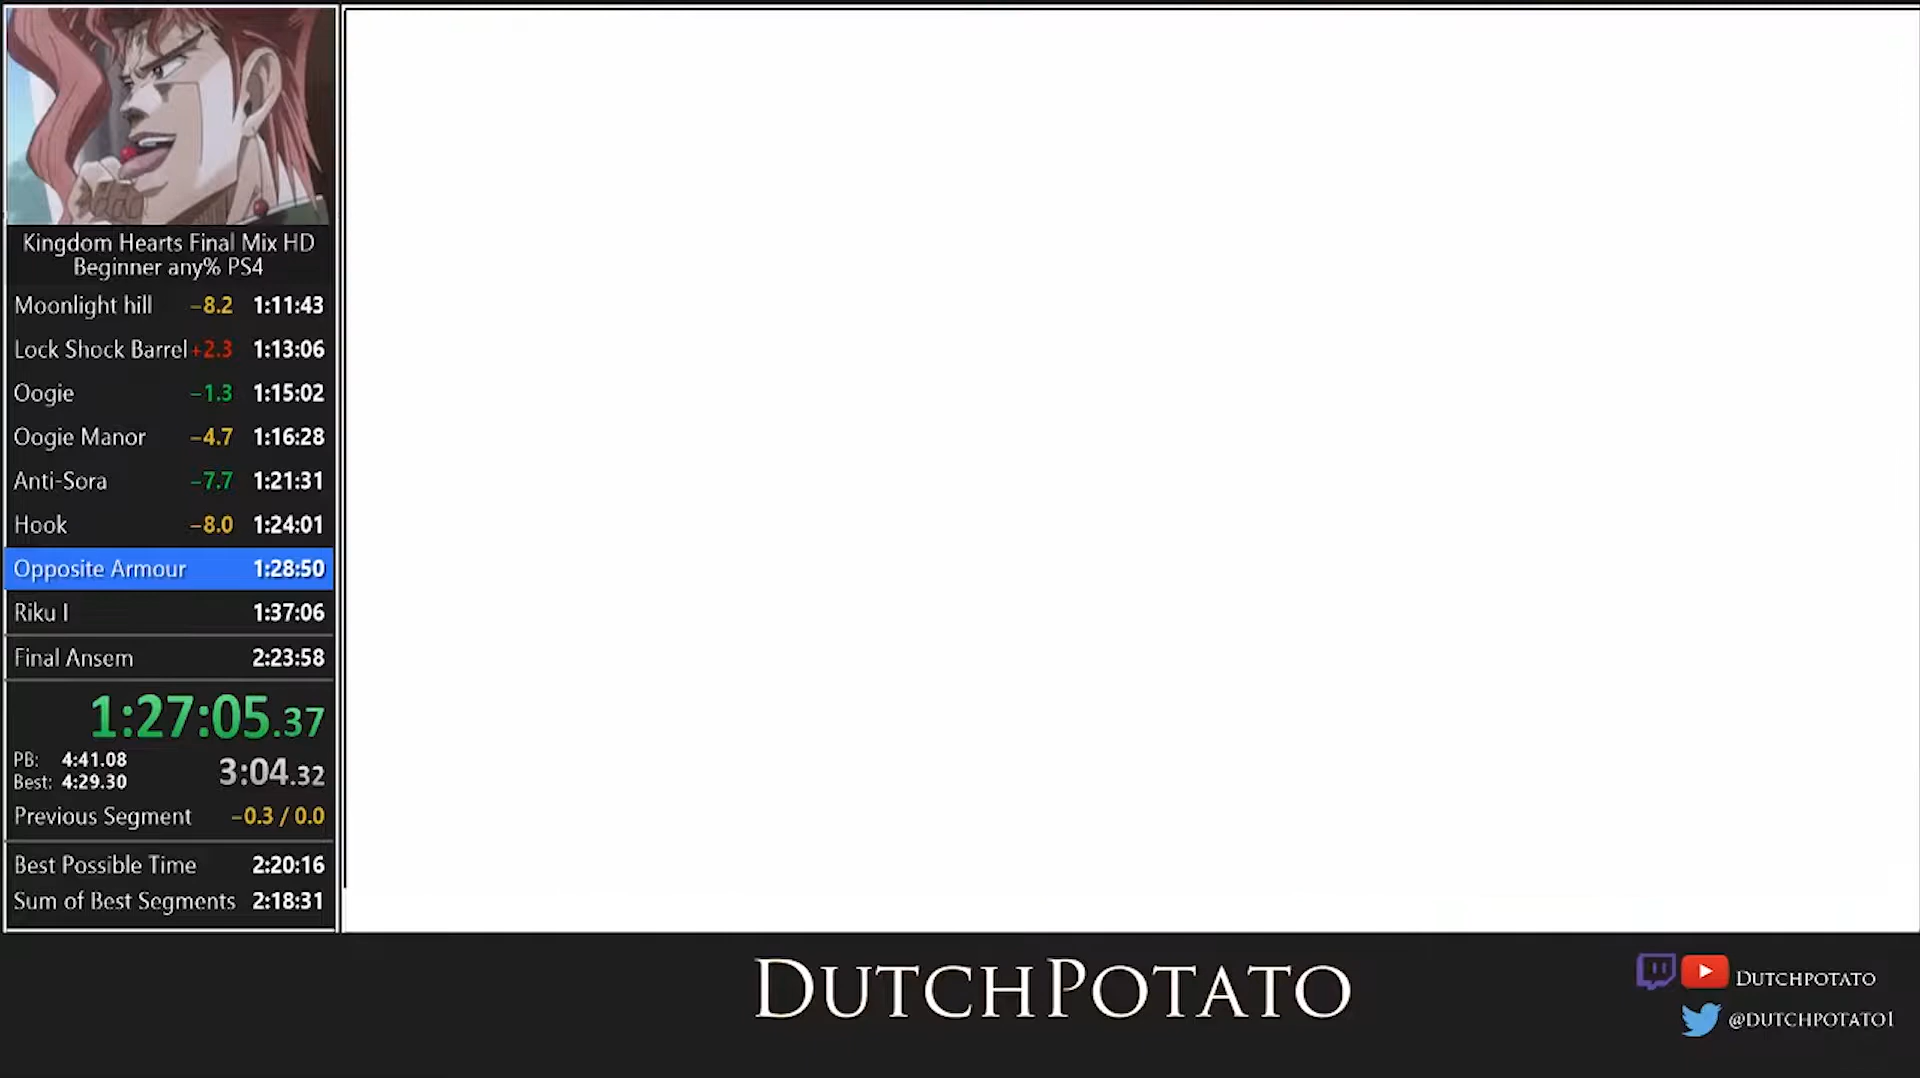 Kingdom Hearts Final Mix HD
Beginner any% PS4
Moonlight hill −8.2 1:11:43
Lock Shock Barrel +2.3 1:13:06
Oogie −1.3 1:15:02
Oogie Manor −4.7 1:16:28
Anti-Sora −7.7 1:21:31
Hook −8.0 1:24:01
Opposite Armour 1:28:50
Riku I 1:37:06
Final Ansem 2:23:58
1:27:05.37
PB: 4:41.08
Best: 4:29.30
3:04.32
Previous Segment −0.3 / 0.0
Best Possible Time 2:20:16
Sum of Best Segments 2:18:31
DUTCHPOTATO
DUTCHPOTATO
@DUTCHPOTATO1